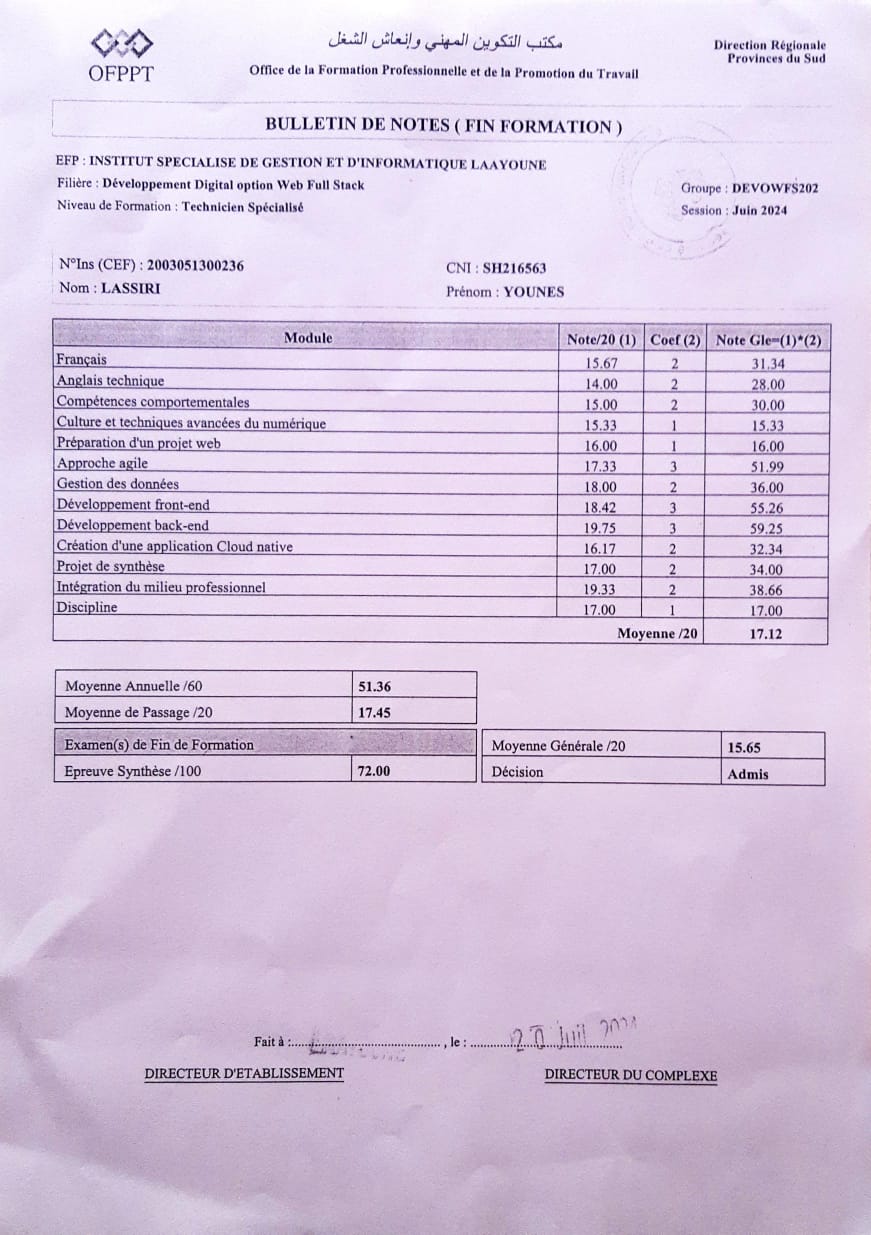 OFPPT
مكتب التكوين المهني وإنعاش الشغل
Office de la Formation Professionnelle et de la Promotion du Travail
Direction Régionale
Provinces du Sud
BULLETIN DE NOTES ( FIN FORMATION )
EFP : INSTITUT SPECIALISE DE GESTION ET D'INFORMATIQUE LAAYOUNE
Filière : Développement Digital option Web Full Stack
Groupe : DEVOWFS202
Niveau de Formation : Technicien Spécialisé
Session : Juin 2024
N°Ins (CEF) : 2003051300236
CNI : SH216563
Nom : LASSIRI
Prénom : YOUNES
Module Note/20 (1) Coef (2) Note Gle=(1)*(2)
Français 15.67 2 31.34
Anglais technique 14.00 2 28.00
Compétences comportementales 15.00 2 30.00
Culture et techniques avancées du numérique 15.33 1 15.33
Préparation d'un projet web 16.00 1 16.00
Approche agile 17.33 3 51.99
Gestion des données 18.00 2 36.00
Développement front-end 18.42 3 55.26
Développement back-end 19.75 3 59.25
Création d'une application Cloud native 16.17 2 32.34
Projet de synthèse 17.00 2 34.00
Intégration du milieu professionnel 19.33 2 38.66
Discipline 17.00 1 17.00
Moyenne /20 17.12
Moyenne Annuelle /60 51.36
Moyenne de Passage /20 17.45
Examen(s) de Fin de Formation
Epreuve Synthèse /100 72.00
Moyenne Générale /20 15.65
Décision Admis
Fait à :.........................................., le : ..........................................
DIRECTEUR D'ETABLISSEMENT
DIRECTEUR DU COMPLEXE